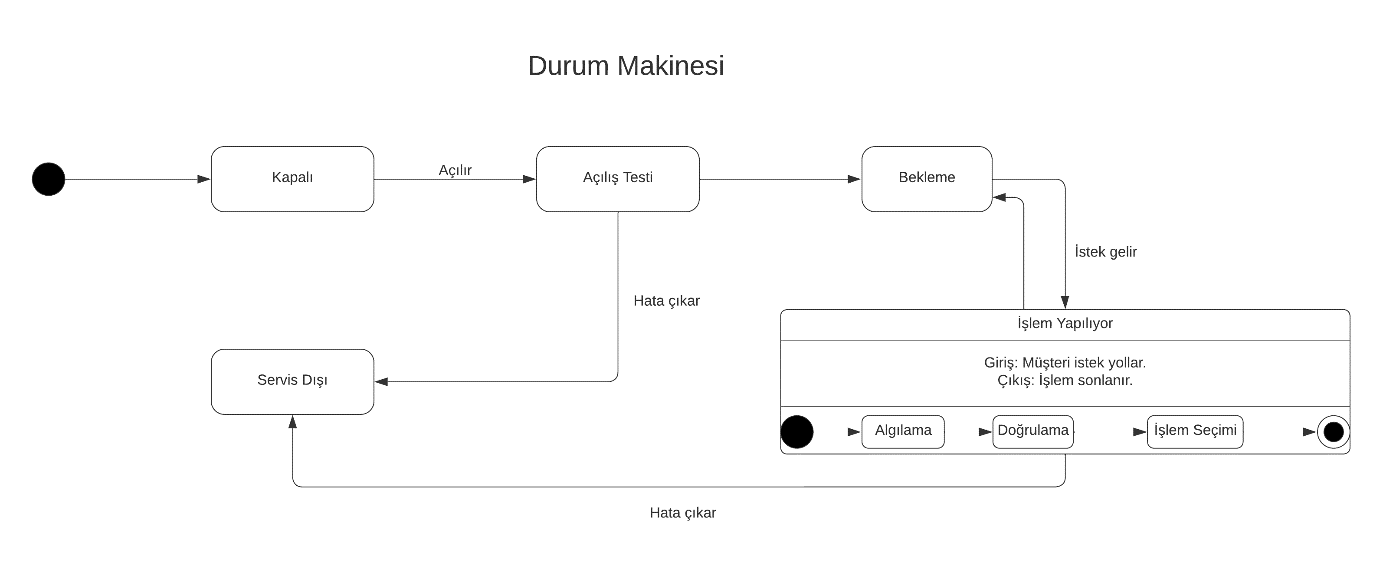 Durum Makinesi
Kapalı
Açılır
Açılış Testi
Bekleme
İstek gelir
Hata çıkar
İşlem Yapılıyor
Giriş: Müşteri istek yollar.
Çıkış: İşlem sonlanır.
Servis Dışı
Algılama
Doğrulama
İşlem Seçimi
Hata çıkar